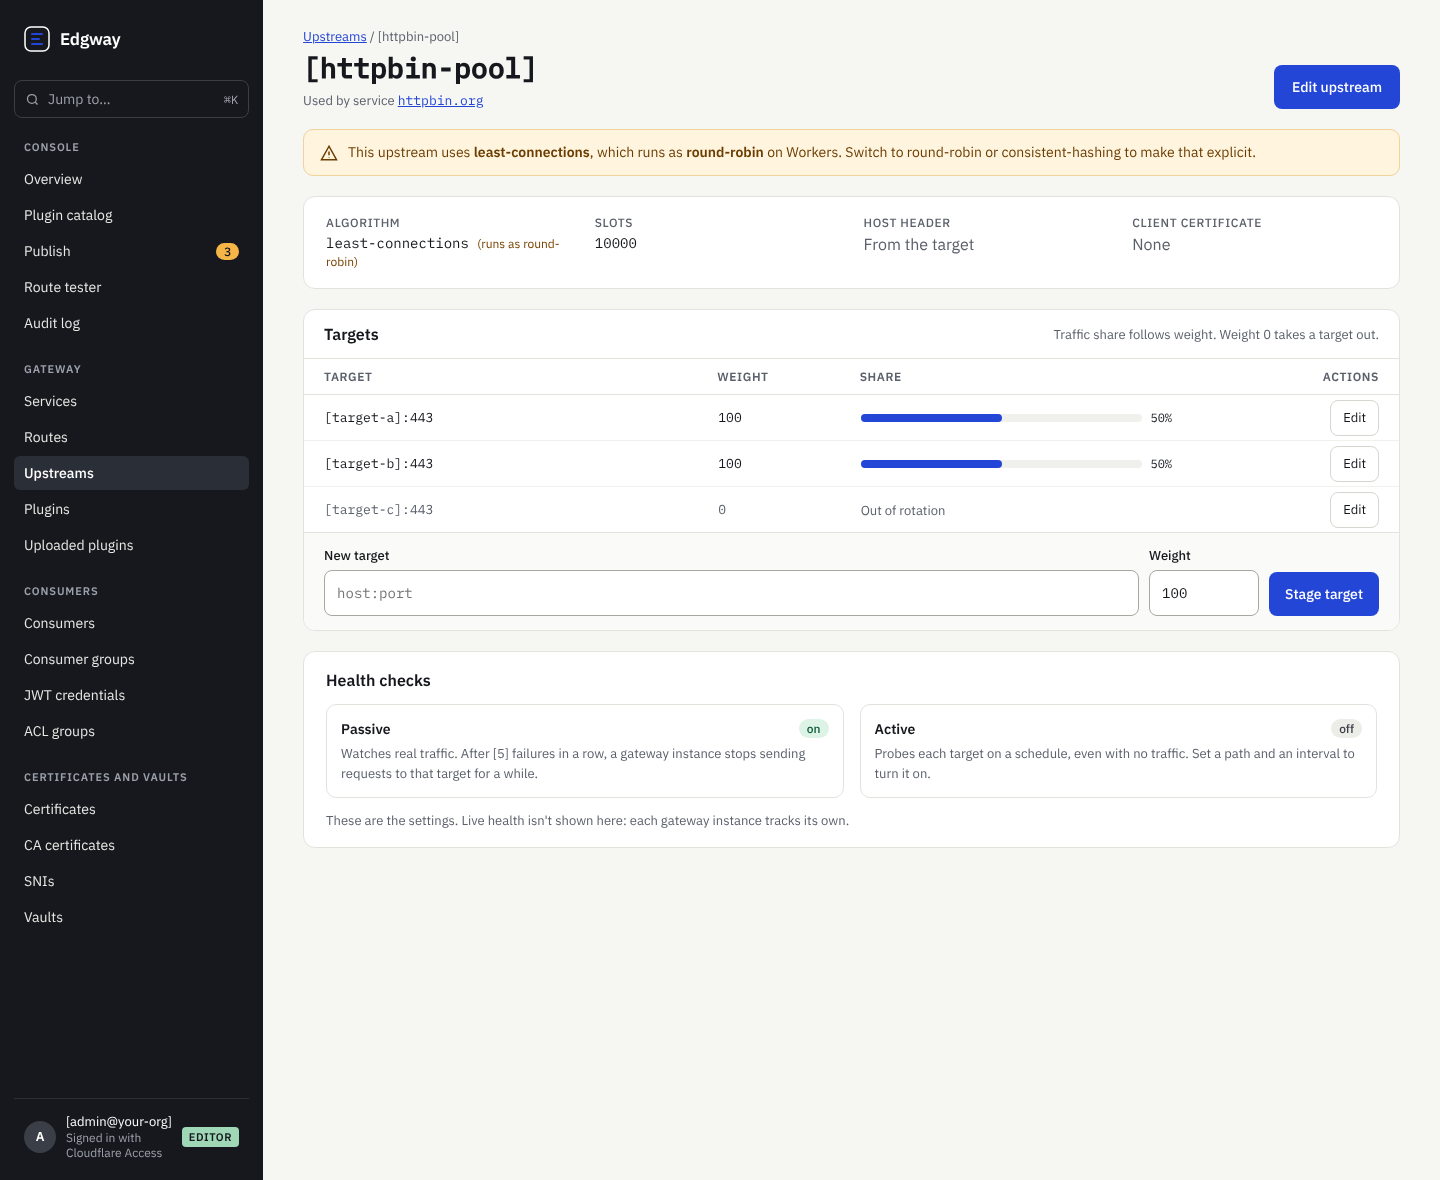 Edgway
Jump to...
⌘K
CONSOLE
Overview
Plugin catalog
Publish
3
Route tester
Audit log
GATEWAY
Services
Routes
Upstreams
Plugins
Uploaded plugins
CONSUMERS
Consumers
Consumer groups
JWT credentials
ACL groups
CERTIFICATES AND VAULTS
Certificates
CA certificates
SNIs
Vaults
A
[admin@your-org]
Signed in with
Cloudflare Access
EDITOR
Upstreams / [httpbin-pool]
[httpbin-pool]
Used by service httpbin.org
Edit upstream
This upstream uses least-connections, which runs as round-robin on Workers. Switch to round-robin or consistent-hashing to make that explicit.
ALGORITHM
least-connections (runs as round-
robin)
SLOTS
10000
HOST HEADER
From the target
CLIENT CERTIFICATE
None
Targets
Traffic share follows weight. Weight 0 takes a target out.
TARGET WEIGHT SHARE ACTIONS
[target-a]:443 100 50% Edit
[target-b]:443 100 50% Edit
[target-c]:443 0 Out of rotation Edit
New target
host:port
Weight
100
Stage target
Health checks
Passive
on
Watches real traffic. After [5] failures in a row, a gateway instance stops sending
requests to that target for a while.
Active
off
Probes each target on a schedule, even with no traffic. Set a path and an interval to
turn it on.
These are the settings. Live health isn't shown here: each gateway instance tracks its own.